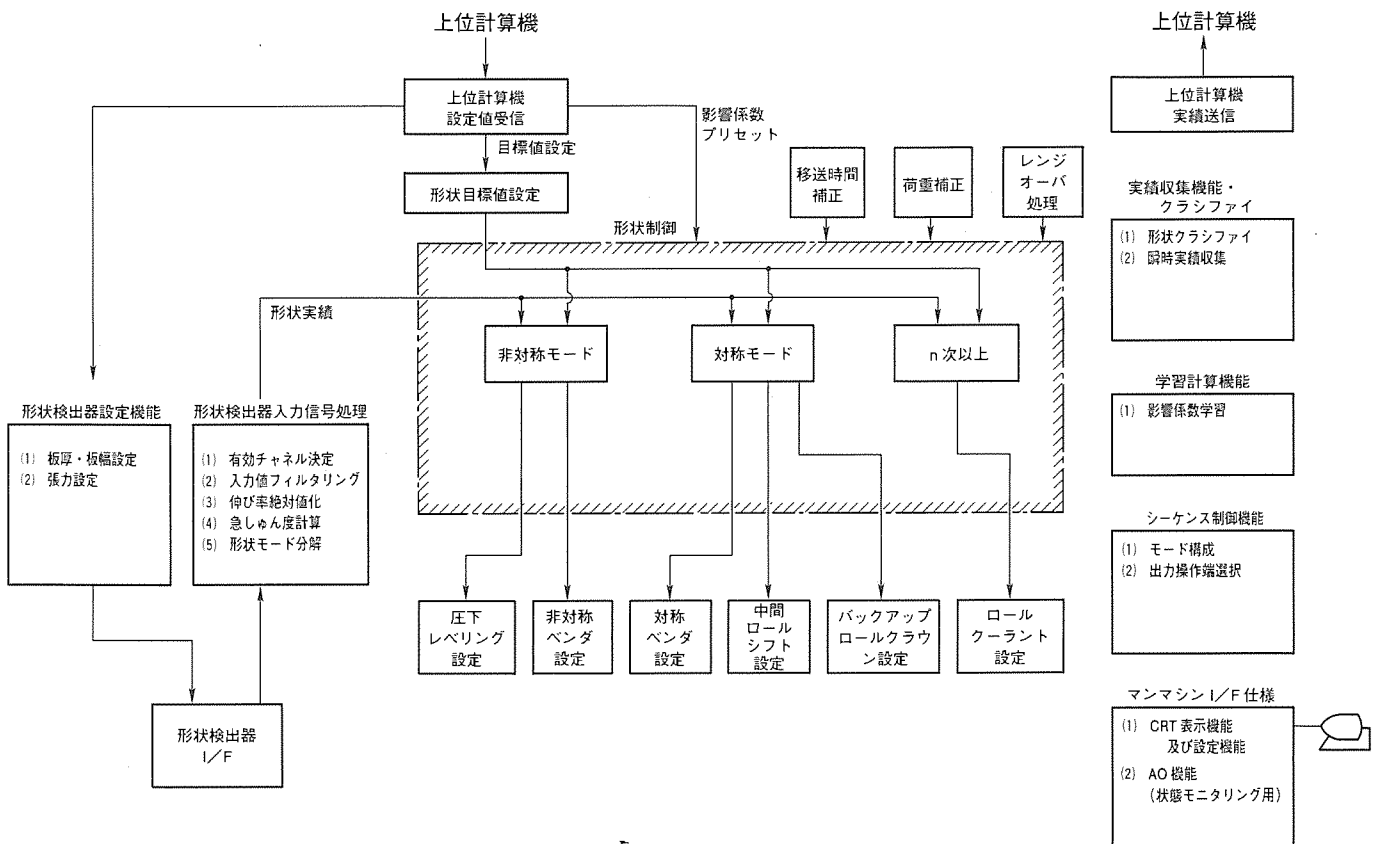 上位計算機
上位計算機
設定値受信
目標値設定
影響係数
プリセット
形状目標値設定
形状制御
移送時間
補正
荷重補正
レンジ
オーバ
処理
形状実績
非対称モード
対称モード
n次以上
形状検出器設定機能
(1) 板厚・板幅設定
(2) 張力設定
形状検出器入力信号処理
(1) 有効チャネル決定
(2) 入力値フィルタリング
(3) 伸び率絶対値化
(4) 急しゅん度計算
(5) 形状モード分解
形状検出器
I/F
圧下
レベリング
設定
非対称
ベンダ
設定
対称
ベンダ
設定
中間
ロール
シフト
設定
バックアップ
ロールクラウ
ン設定
ロール
クーラント
設定
上位計算機
上位計算機
実績送信
実績収集機能・
クラシファイ
(1) 形状クラシファイ
(2) 瞬時実績収集
学習計算機能
(1) 影響係数学習
シーケンス制御機能
(1) モード構成
(2) 出力操作端選択
マンマシンI/F仕様
(1) CRT表示機能
及び設定機能
(2) AO機能
(状態モニタリング用)